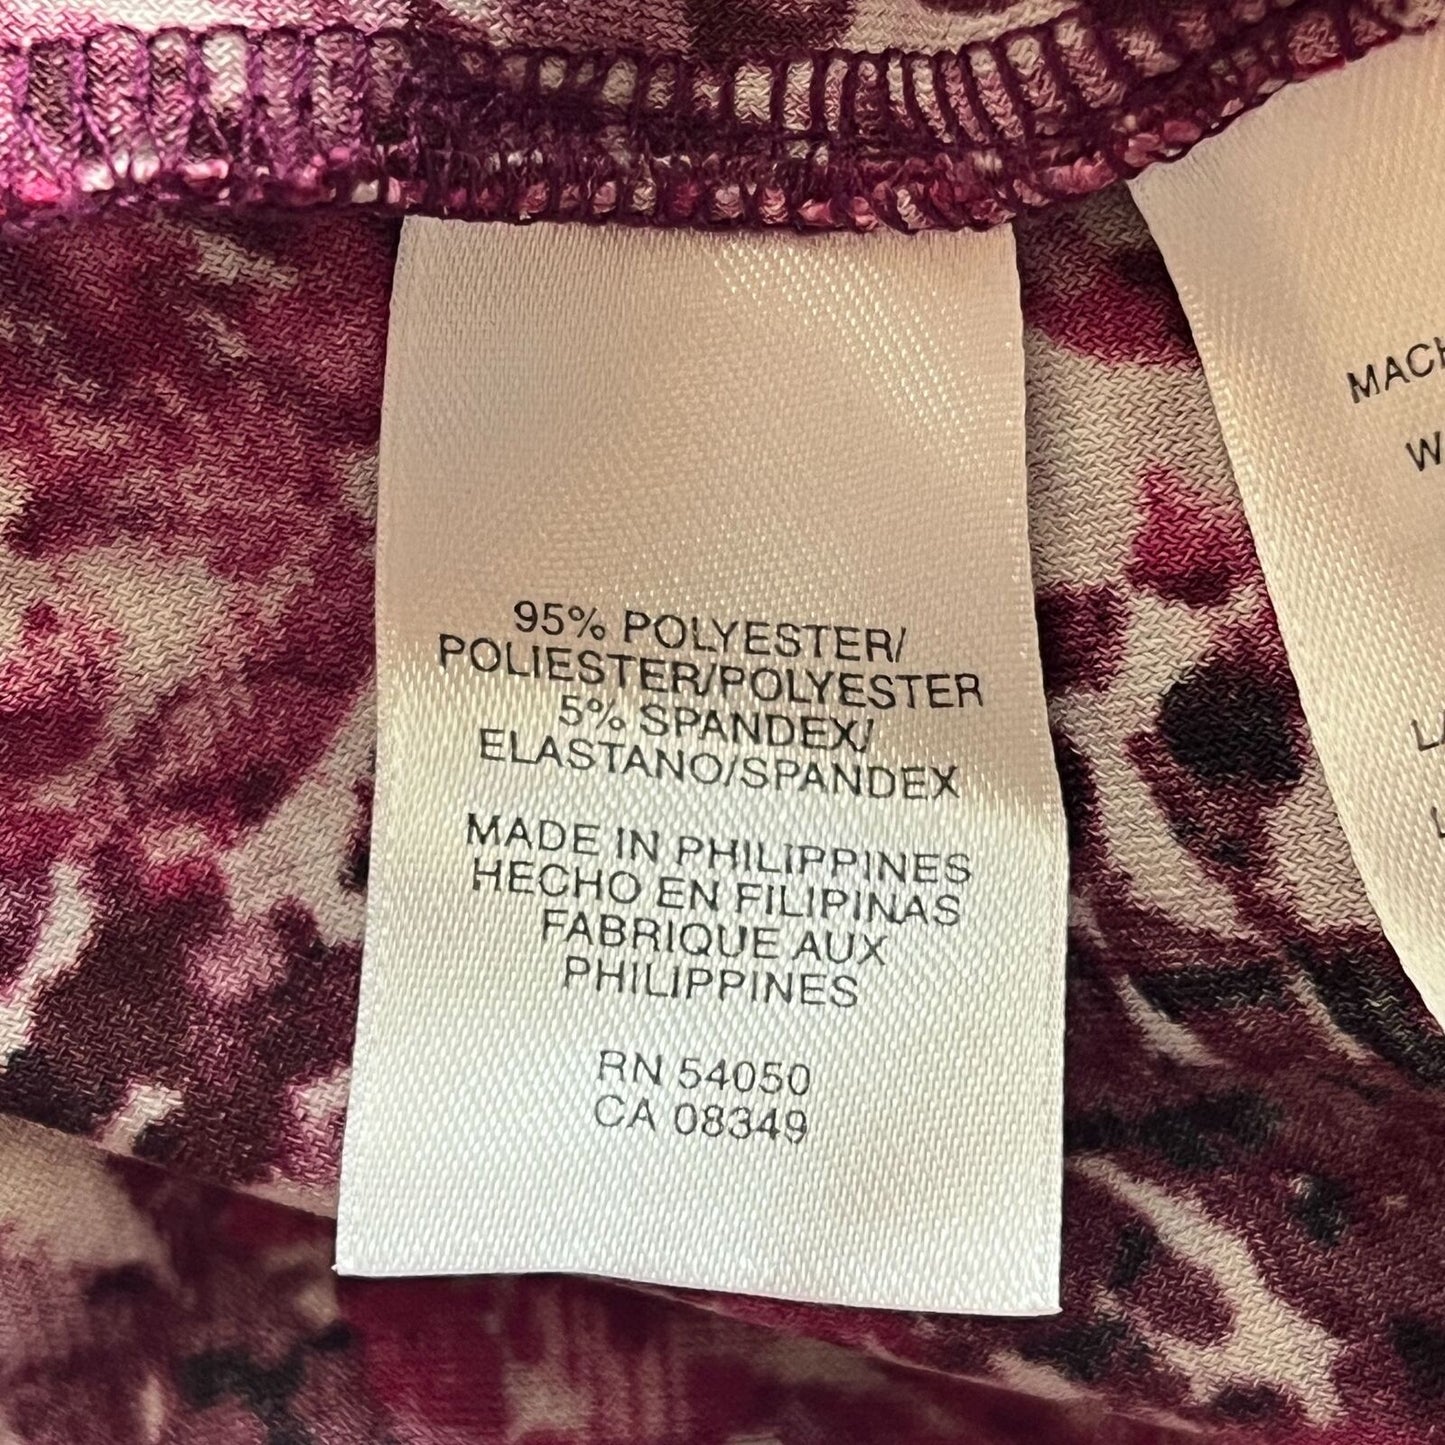 95% POLYESTER/
POLIESTER/POLYESTER
5% SPANDEX/
ELASTANO/SPANDEX
MADE IN PHILIPPINES
HECHO EN FILIPINAS
FABRIQUE AUX
PHILIPPINES
RN 54050
CA 08349